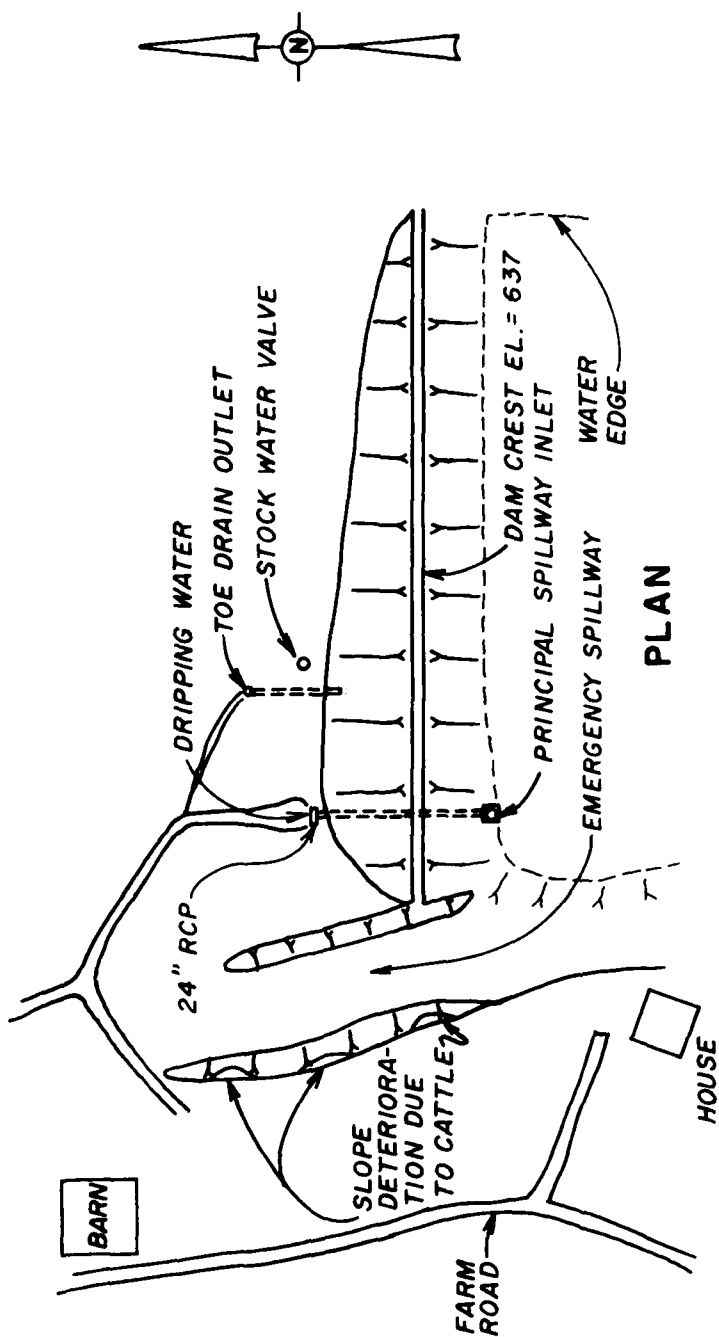 N
DRIPPING WATER
TOE DRAIN OUTLET
STOCK WATER VALVE
24" RCP
BARN
SLOPE
DETERIORA-
TION DUE
TO CATTLE
FARM
ROAD
HOUSE
DAM CREST EL.= 637
PRINCIPAL SPILLWAY INLET
EMERGENCY SPILLWAY
WATER
EDGE
PLAN